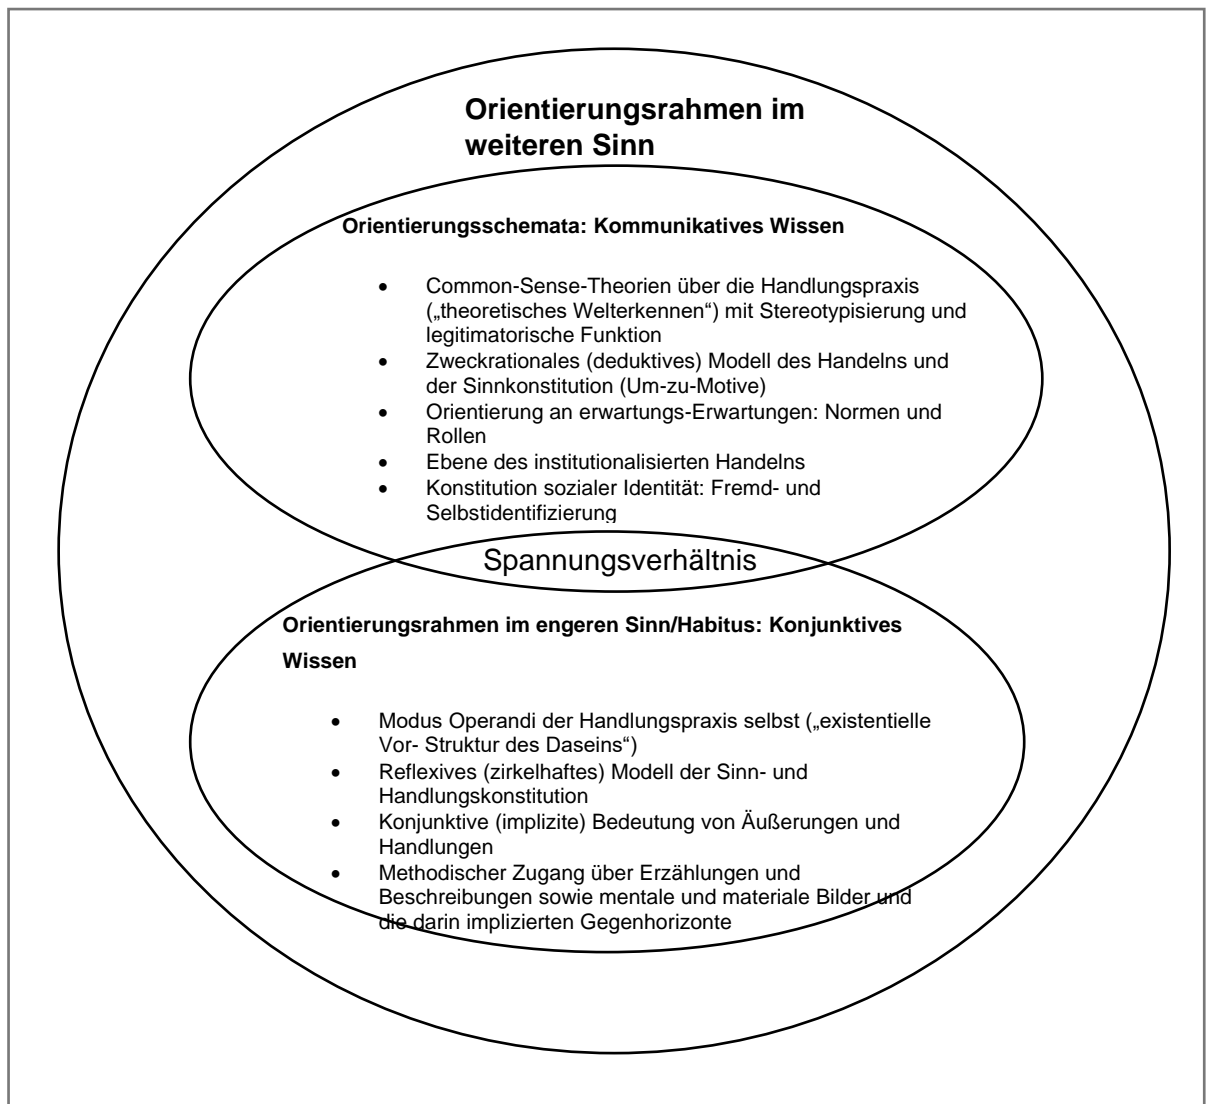 Orientierungsrahmen im
weiteren Sinn
Orientierungsschemata: Kommunikatives Wissen
• Common-Sense-Theorien über die Handlungspraxis
(„theoretisches Welterkennen“) mit Stereotypisierung und
legitimatorische Funktion
• Zweckrationales (deduktives) Modell des Handelns und
der Sinnkonstitution (Um-zu-Motive)
• Orientierung an erwartungs-Erwartungen: Normen und
Rollen
• Ebene des institutionalisierten Handelns
• Konstitution sozialer Identität: Fremd- und
Selbstidentifizierung
Spannungsverhältnis
Orientierungsrahmen im engeren Sinn/Habitus: Konjunktives
Wissen
• Modus Operandi der Handlungspraxis selbst („existentielle
Vor- Struktur des Daseins“)
• Reflexives (zirkelhaftes) Modell der Sinn- und
Handlungskonstitution
• Konjunktive (implizite) Bedeutung von Äußerungen und
Handlungen
• Methodischer Zugang über Erzählungen und
Beschreibungen sowie mentale und materiale Bilder und
die darin implizierten Gegenhorizonte